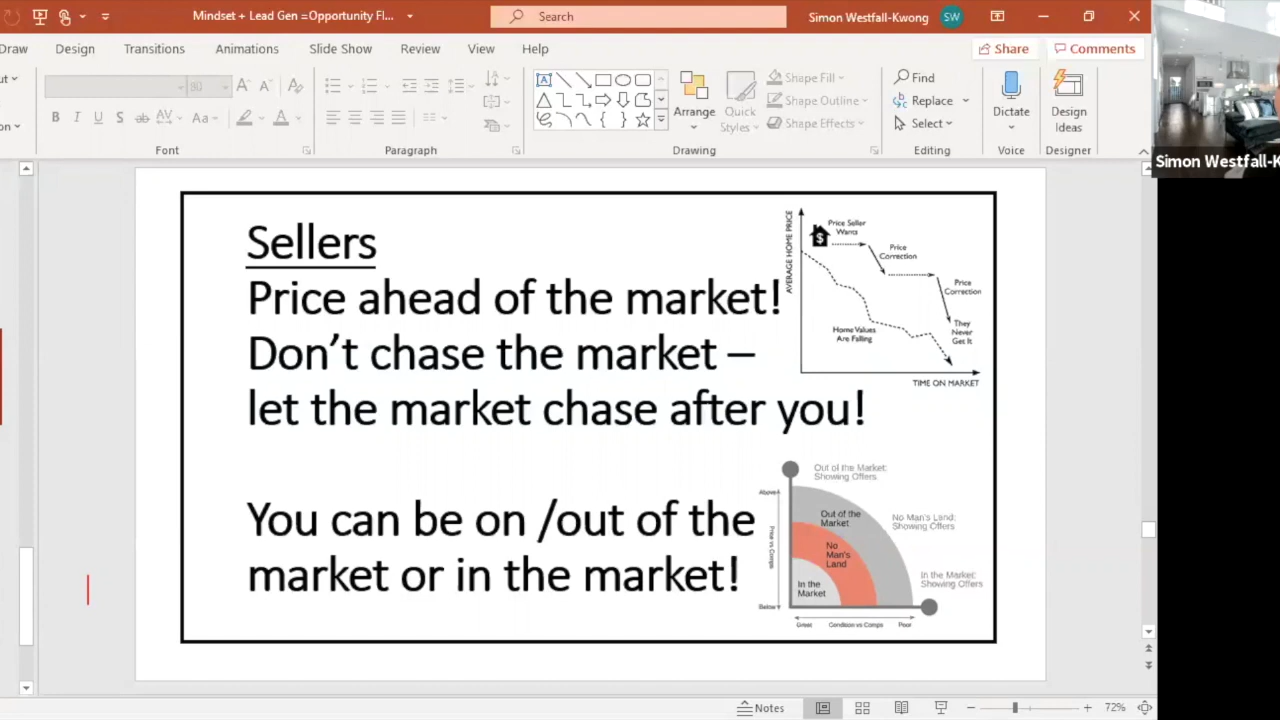 Mindset + Lead Gen =Opportunity Fl...
Search
Simon Westfall-Kwong
SW
Draw
Design
Transitions
Animations
Slide Show
Review
View
Help
Share
Comments
90
Aa
Font
Paragraph
Arrange
Quick
Styles
Shape Fill
Shape Outline
Shape Effects
Drawing
Find
Replace
Select
Editing
Dictate
Voice
Design
Ideas
Designer
Simon Westfall-K
Sellers
Price ahead of the market!
Don't chase the market –
let the market chase after you!
You can be on /out of the
market or in the market!
AVERAGE HOME PRICE
Price Seller
Wants
Price
Correction
Price
Correction
They
Never
Get It
Home Values
Are Falling
TIME ON MARKET
Out of the Market:
Showing Offers
Above
Out of the
Market
No Man's Land:
Showing Offers
Price vs Comps
No
Man's
Land
In the
Market
In the Market:
Showing Offers
Below
Great
Condition vs Comps
Poor
Notes
72%